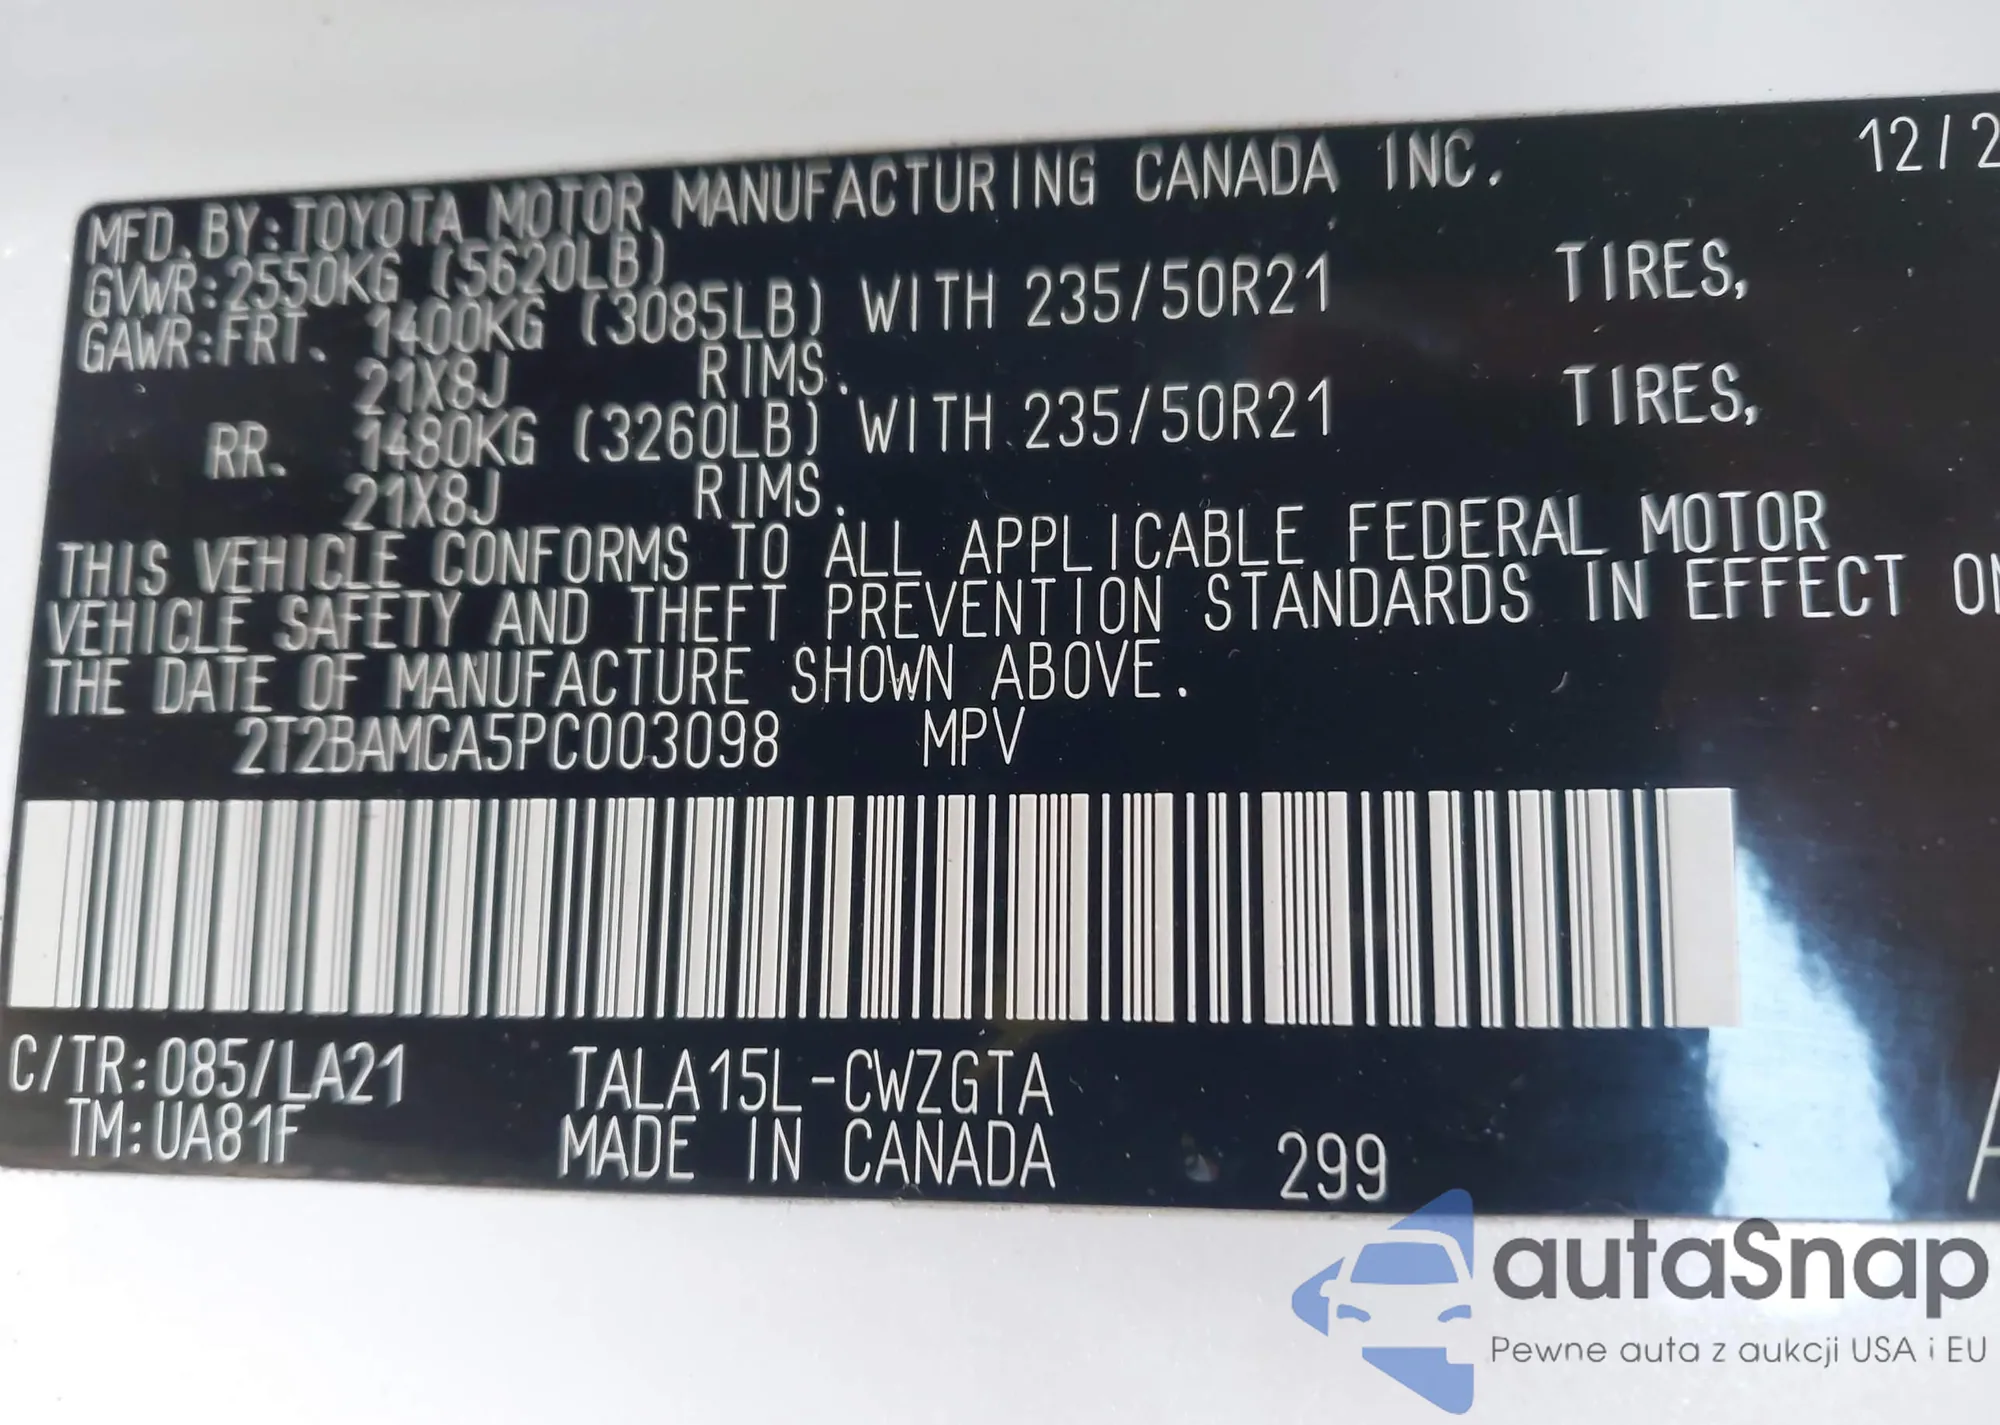 MFD. BY: TOYOTA MOTOR MANUFACTURING CANADA INC. 12/2
GVWR: 2550KG (5620LB)
GAWR: FRT. 1400KG (3085LB) WITH 235/50R21 TIRES,
21X8J RIMS.
RR. 1480KG (3260LB) WITH 235/50R21 TIRES,
21X8J RIMS.
THIS VEHICLE CONFORMS TO ALL APPLICABLE FEDERAL MOTOR
VEHICLE SAFETY AND THEFT PREVENTION STANDARDS IN EFFECT ON
THE DATE OF MANUFACTURE SHOWN ABOVE.
2T2BAMCA5PC003098 MPV
C/TR: 085/LA21 TALA15L-CWZGTA
TM: UA81F MADE IN CANADA 299
autaSnap
Pewne auta z aukcji USA i EU